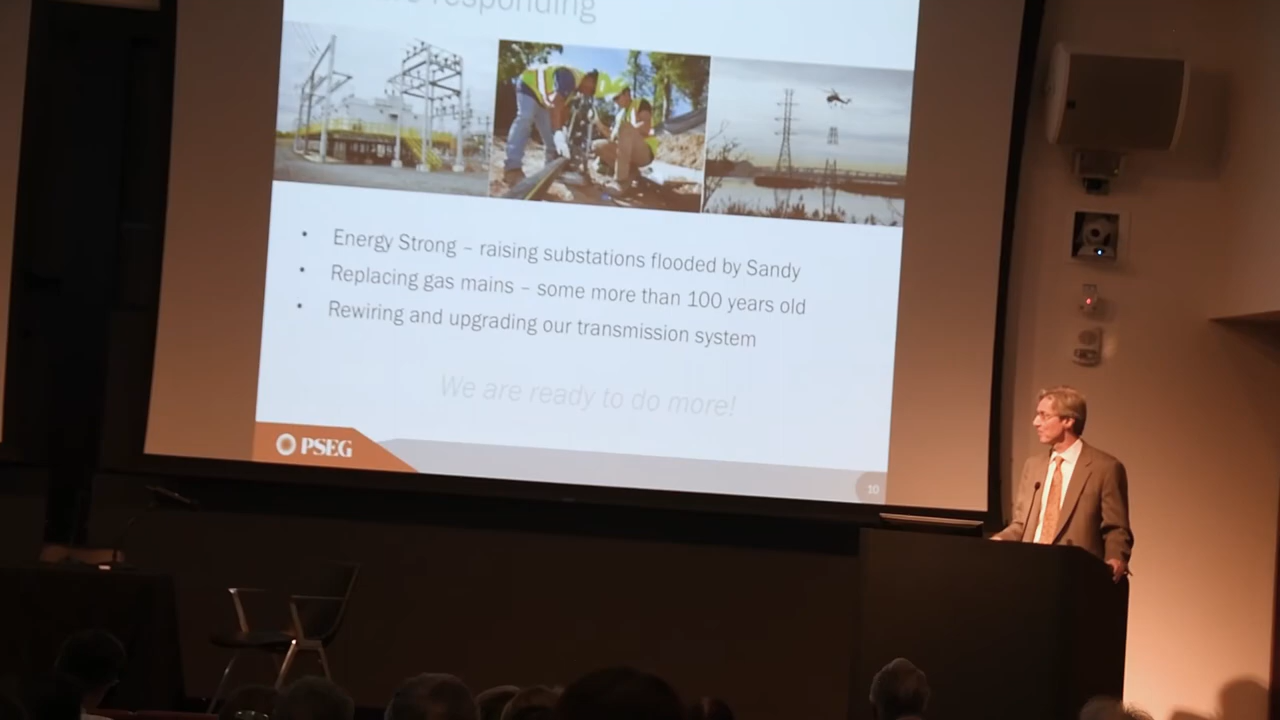 responding
• Energy Strong – raising substations flooded by Sandy
• Replacing gas mains – some more than 100 years old
• Rewiring and upgrading our transmission system
We are ready to do more!
PSEG
10